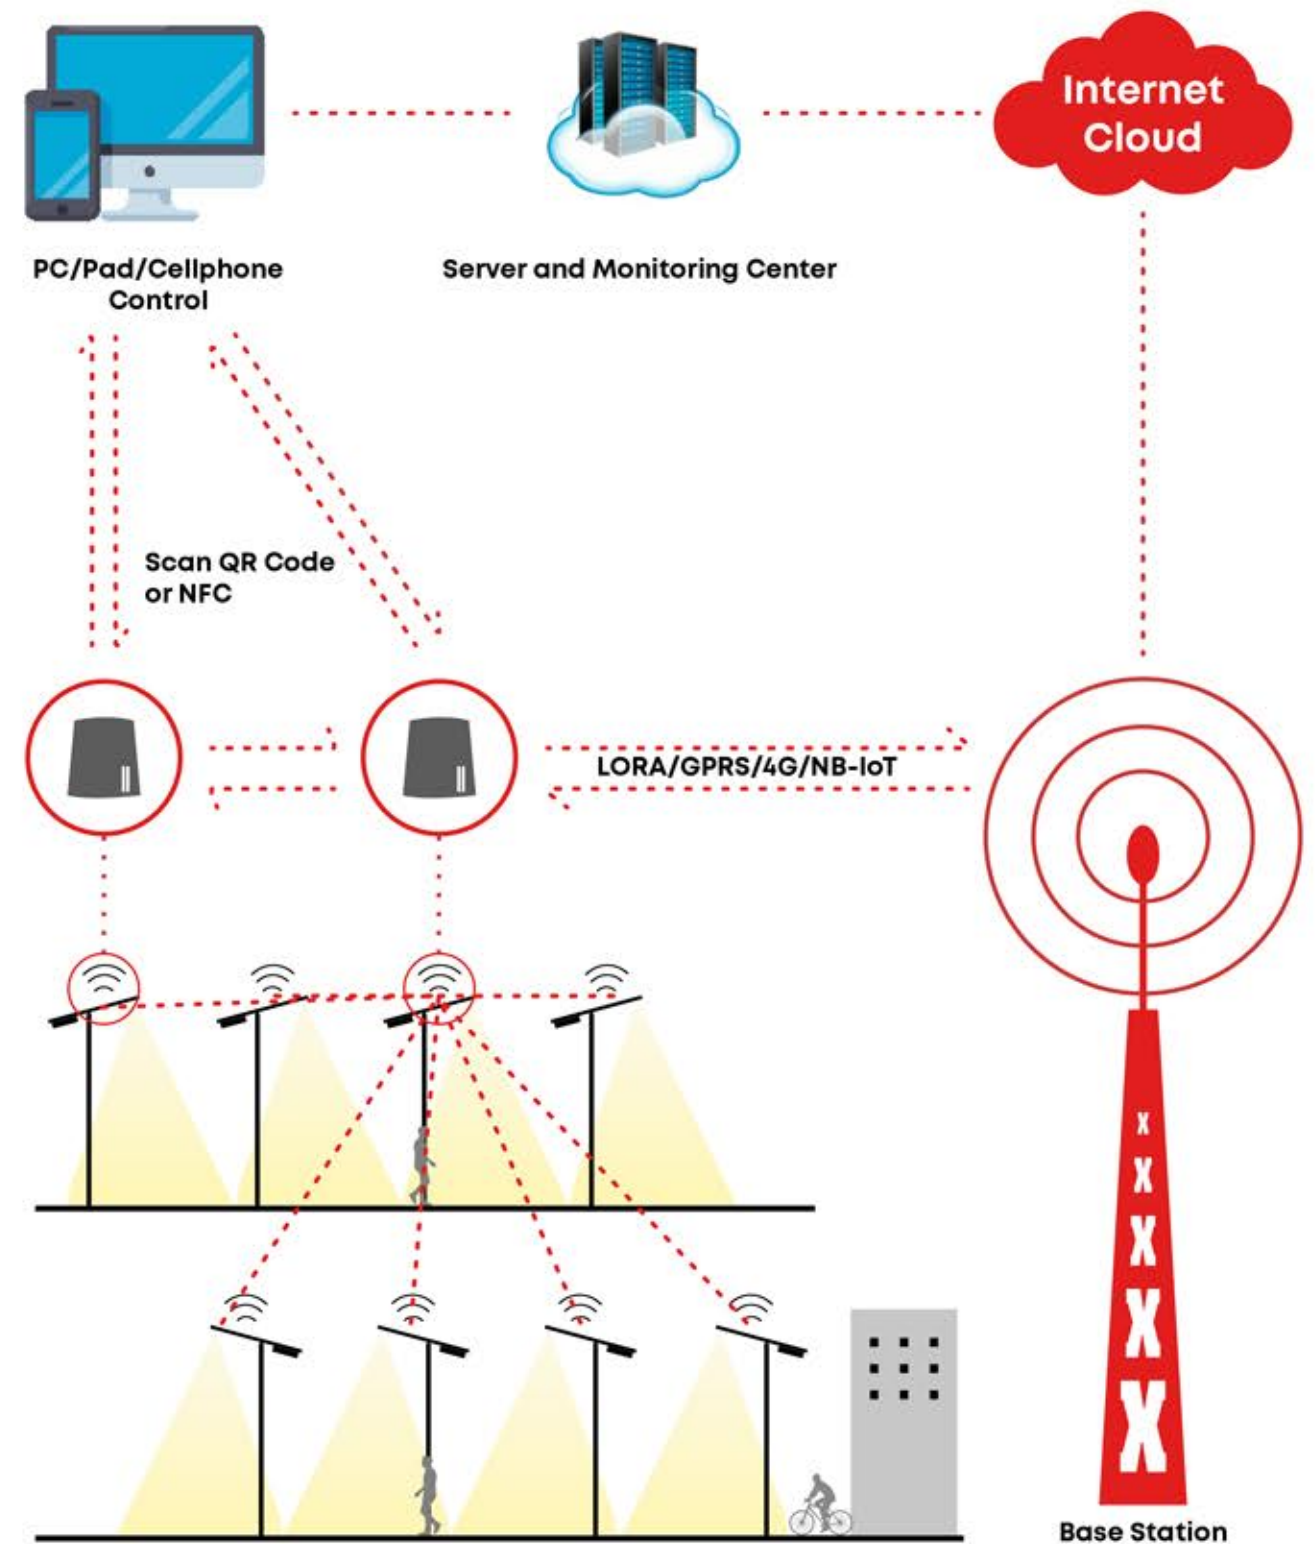 Internet
Cloud
PC/Pad/Cellphone
Control
Server and Monitoring Center
Scan QR Code
or NFC
LORA/GPRS/4G/NB-IoT
X
X
X
X
X
Base Station